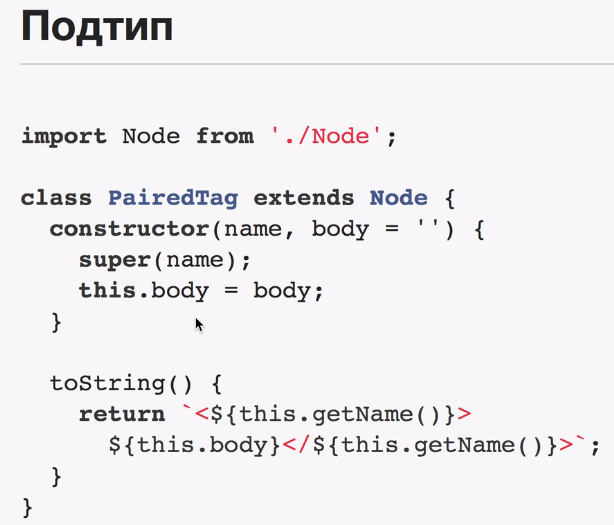 Подтип
import Node from './Node';
class PairedTag extends Node {
constructor(name, body = '') {
super(name);
this.body = body;
}
toString() {
return `<${this.getName()}>
${this.body}</${this.getName()}>`;
}
}